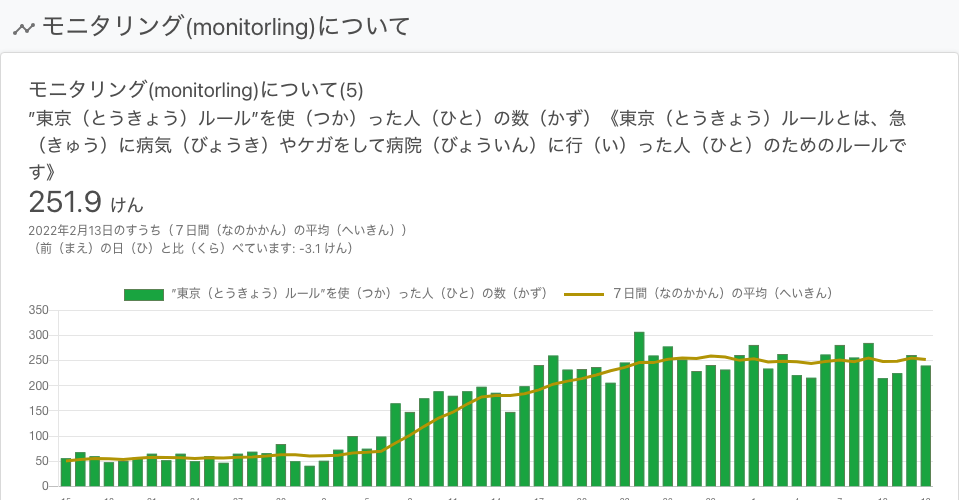 モニタリング(monitorling)について
モニタリング(monitorling)について(5)
”東京（とうきょう）ルール”を使（つか）った人（ひと）の数（かず）《東京（とうきょう）ルールとは、急
（きゅう）に病気（びょうき）やケガをして病院（びょういん）に行（い）った人（ひと）のためのルールで
す》
251.9 けん
2022年2月13日のすうち（７日間（なのかかん）の平均（へいきん））
（前（まえ）の日（ひ）と比（くら）べています: -3.1 けん）
”東京（とうきょう）ルール”を使（つか）った人（ひと）の数（かず） ７日間（なのかかん）の平均（へいきん）
350
300
250
200
150
100
50
0